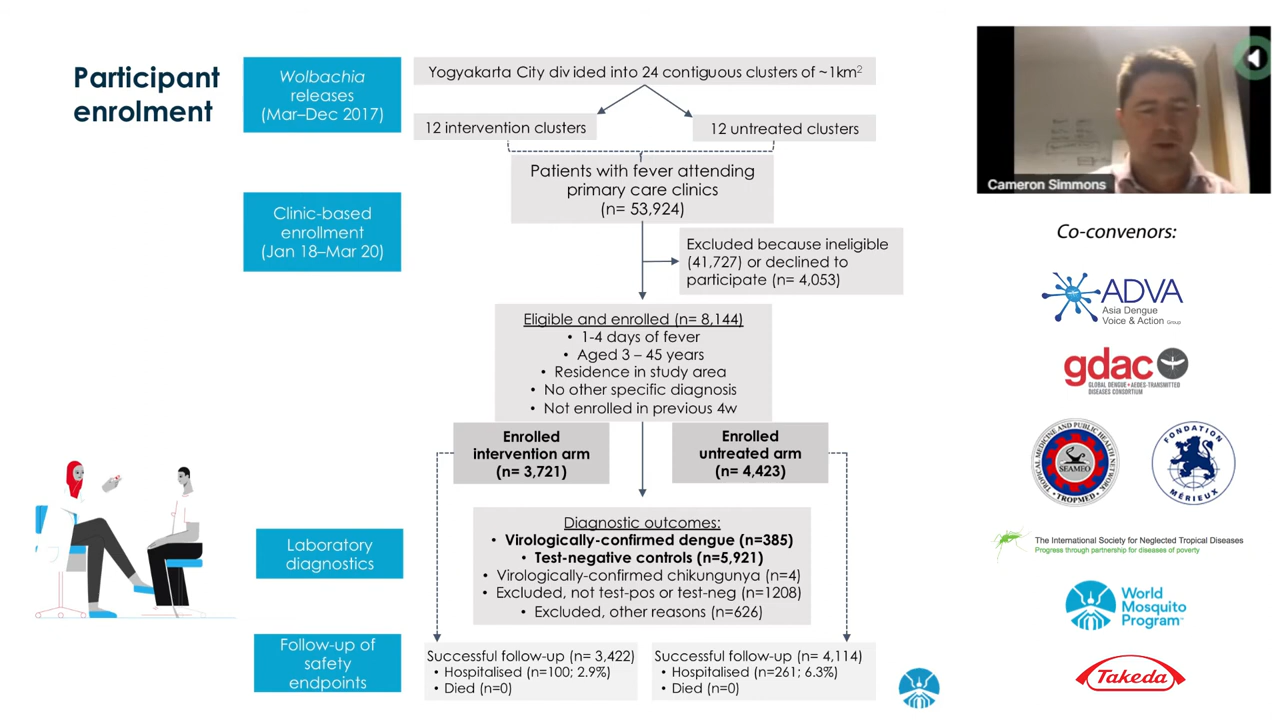 Participant
enrolment
Wolbachia
releases
(Mar–Dec 2017)
Yogyakarta City divided into 24 contiguous clusters of ~1km²
12 intervention clusters
12 untreated clusters
Patients with fever attending
primary care clinics
(n= 53,924)
Clinic-based
enrollment
(Jan 18–Mar 20)
Excluded because ineligible
(41,727) or declined to
participate (n= 4,053)
Eligible and enrolled (n= 8,144)
• 1-4 days of fever
• Aged 3 – 45 years
• Residence in study area
• No other specific diagnosis
• Not enrolled in previous 4w
Enrolled
intervention arm
(n= 3,721)
Enrolled
untreated arm
(n= 4,423)
Laboratory
diagnostics
Diagnostic outcomes:
• Virologically-confirmed dengue (n=385)
• Test-negative controls (n=5,921)
• Virologically-confirmed chikungunya (n=4)
• Excluded, not test-pos or test-neg (n=1208)
• Excluded, other reasons (n=626)
Follow-up of
safety
endpoints
Successful follow-up (n= 3,422)
• Hospitalised (n=100; 2.9%)
• Died (n=0)
Successful follow-up (n= 4,114)
• Hospitalised (n=261; 6.3%)
• Died (n=0)
Cameron Simmons
Co-convenors:
ADVA
Asia Dengue
Voice & Action Group
gdac
GLOBAL DENGUE & AEDES-TRANSMITTED
DISEASES CONSORTIUM
TROPICAL MEDICINE AND PUBLIC HEALTH NETWORK
SEAMEO
TROPMED
FONDATION
MÉRIEUX
The International Society for Neglected Tropical Diseases
Progress through partnership for diseases of poverty
World
Mosquito
Program™
Takeda